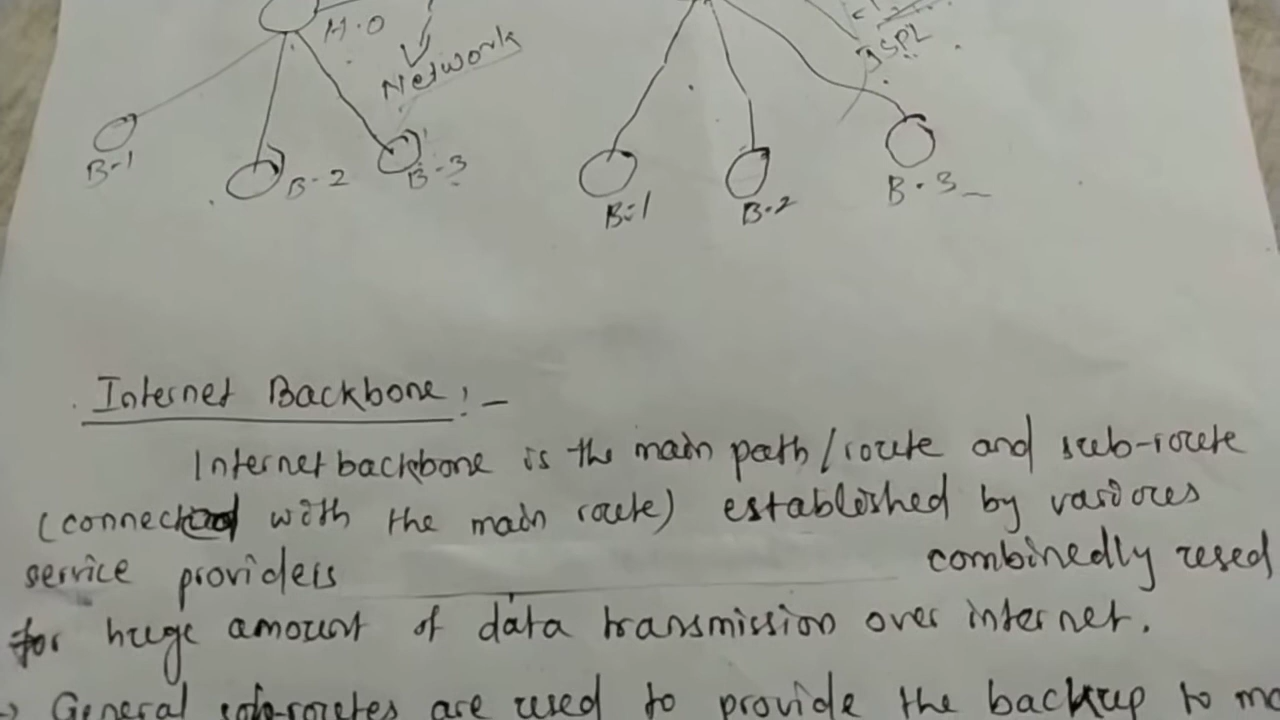 H.O
Network
ISPL
B-1
B-2
B-3
B-1
B-2
B-3
Internet Backbone :-
Internet backbone is the main path/route and sub-route
(connected with the main route) established by various
service providers combinedly used
for huge amount of data transmission over internet.
→ General sub-routes are used to provide the backup to ma